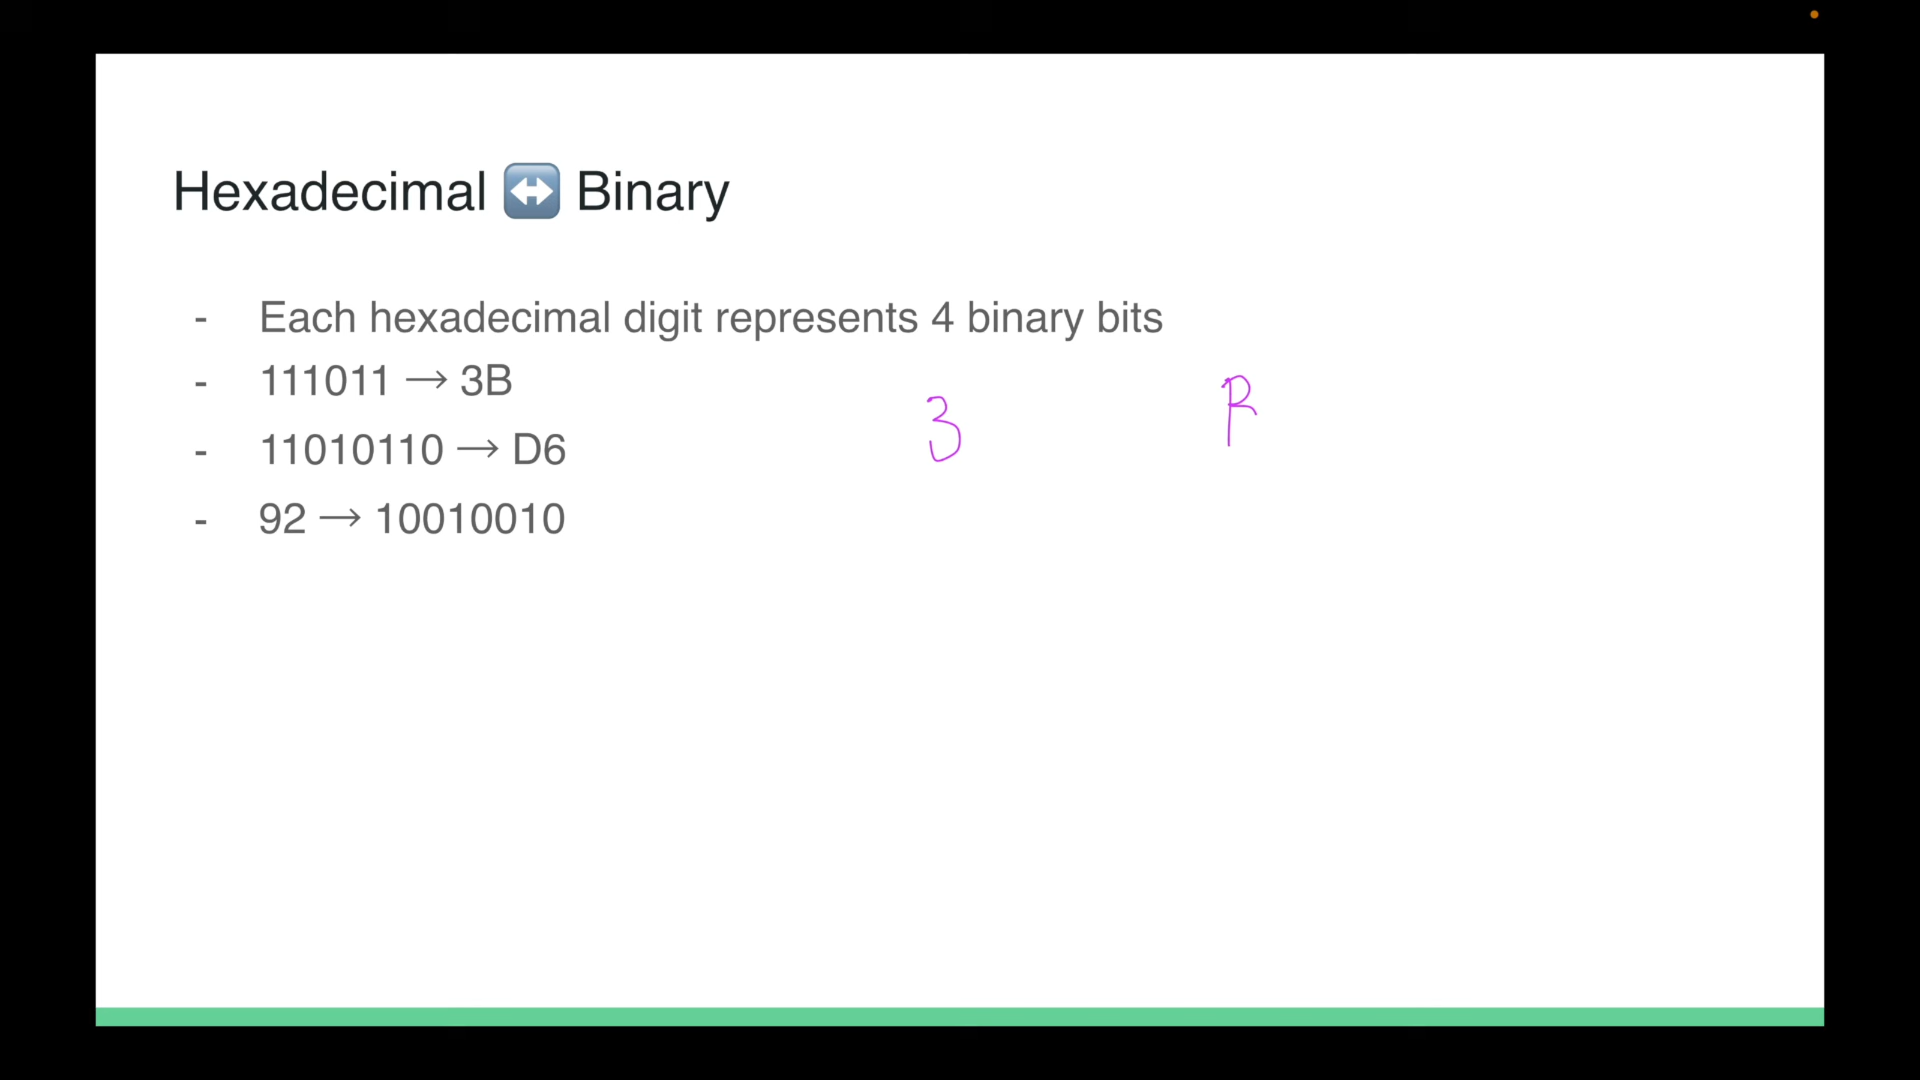 Hexadecimal ↔ Binary
- Each hexadecimal digit represents 4 binary bits
- 111011 → 3B
- 11010110 → D6
- 92 → 10010010
3